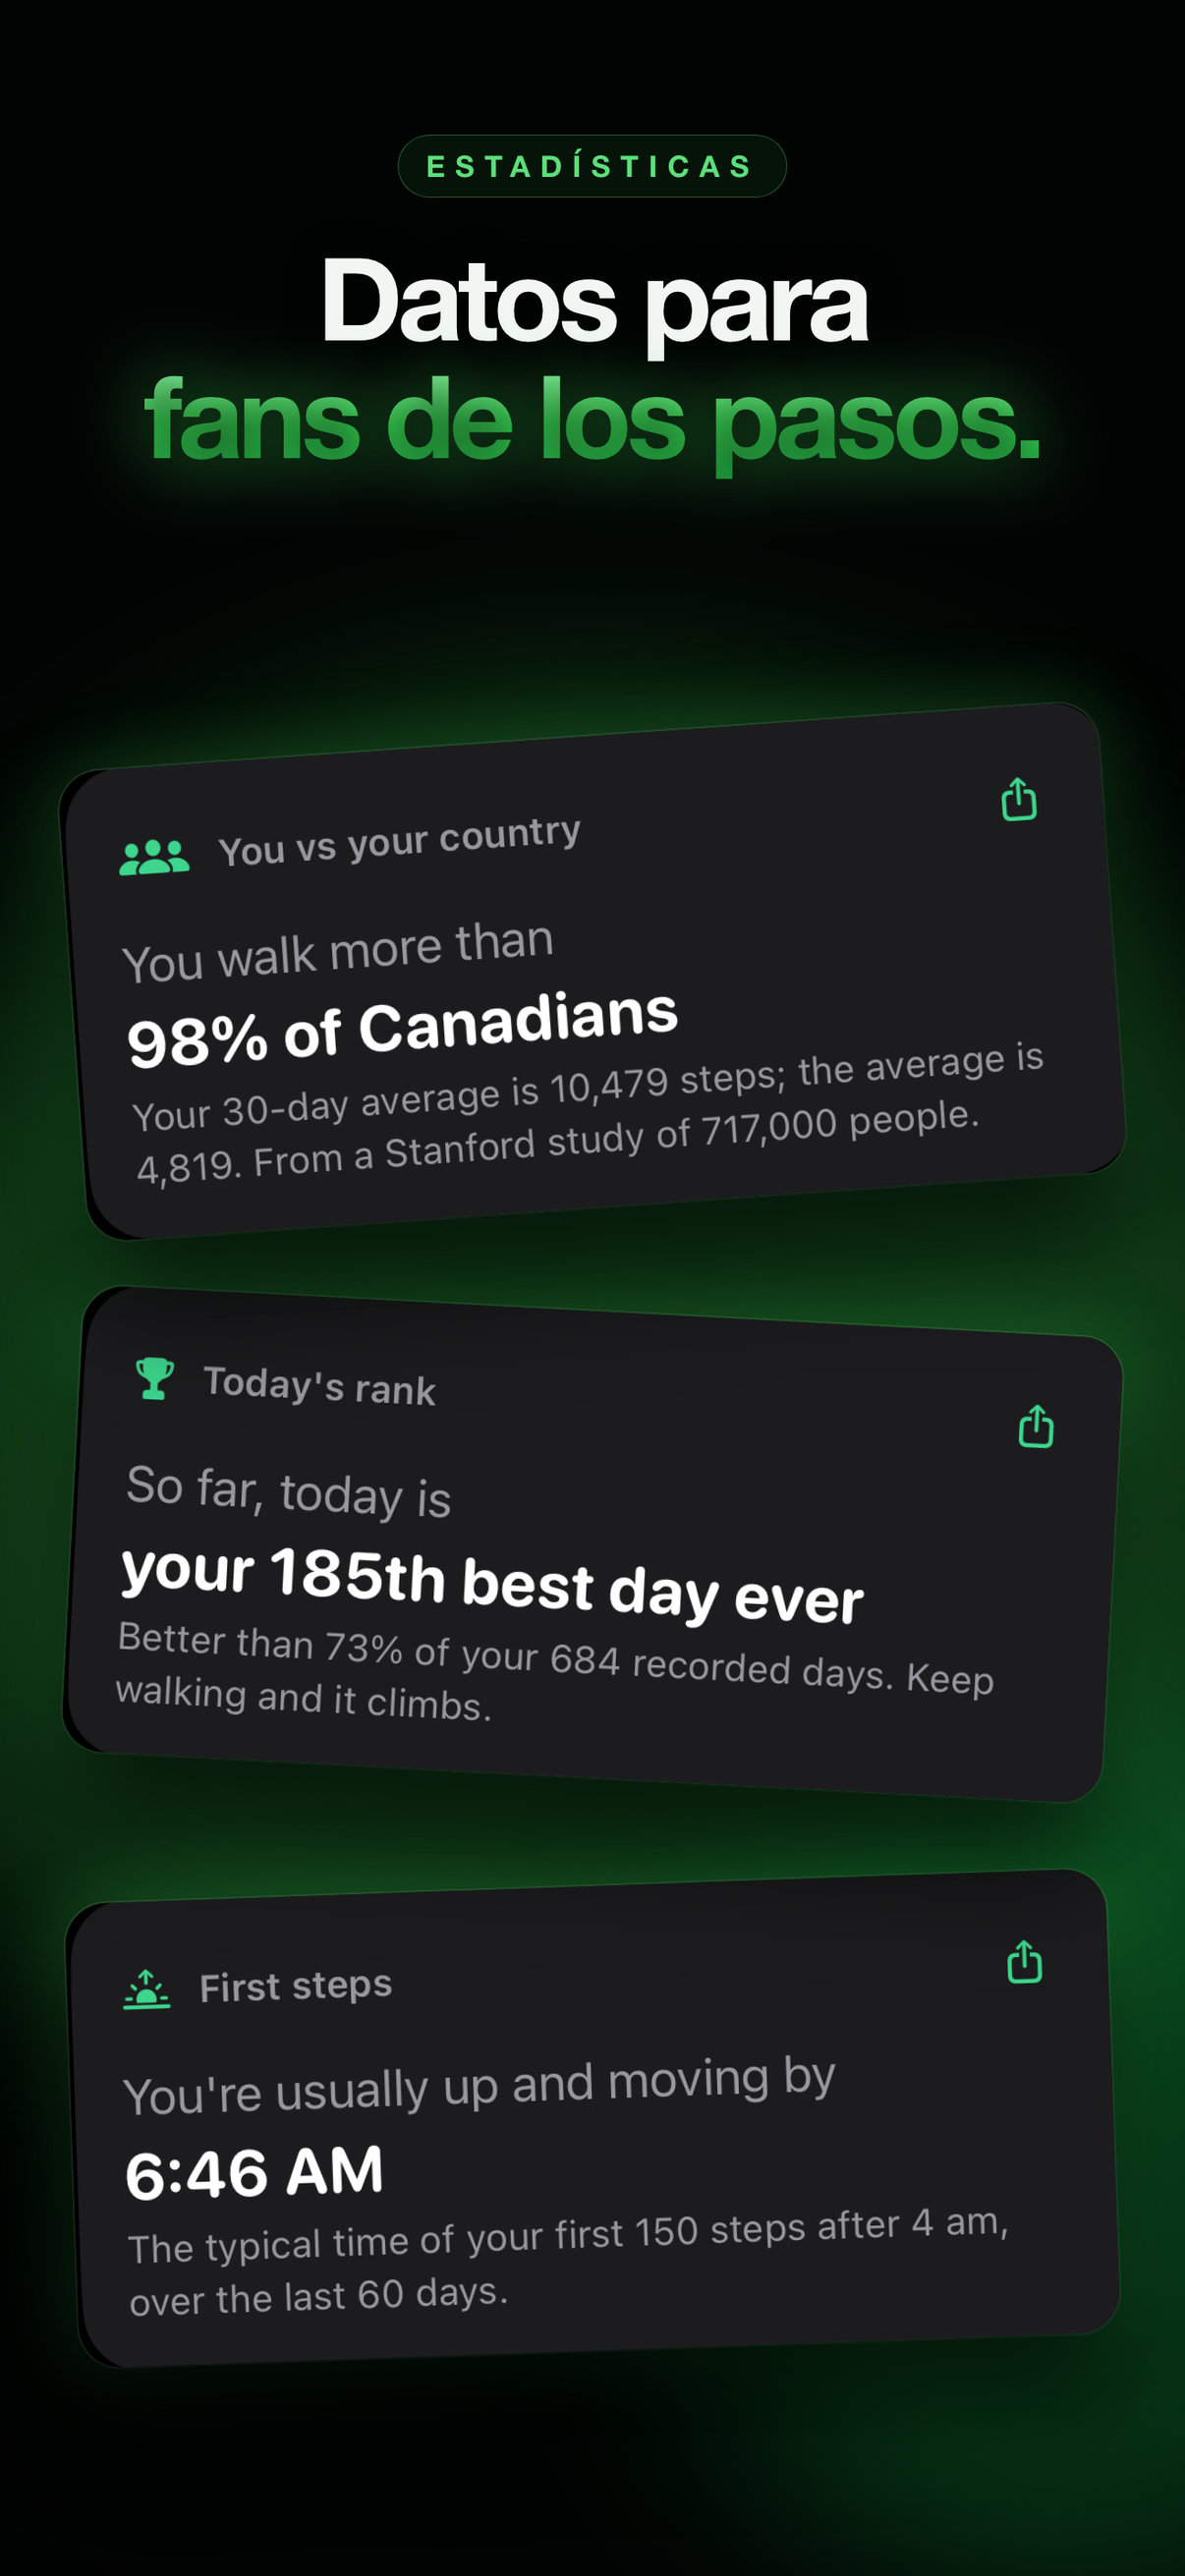 ESTADÍSTICAS
Datos para
fans de los pasos.
You vs your country
You walk more than
98% of Canadians
Your 30-day average is 10,479 steps; the average is
4,819. From a Stanford study of 717,000 people.
Today's rank
So far, today is
your 185th best day ever
Better than 73% of your 684 recorded days. Keep
walking and it climbs.
First steps
You're usually up and moving by
6:46 AM
The typical time of your first 150 steps after 4 am,
over the last 60 days.